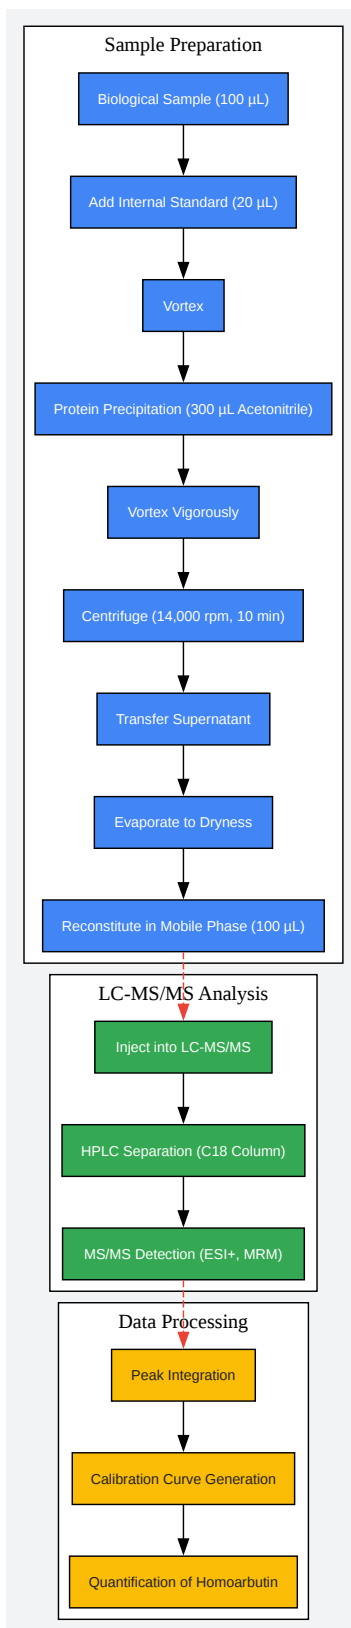 Sample Preparation
Biological Sample (100 µL)
Add Internal Standard (20 µL)
Vortex
Protein Precipitation (300 µL Acetonitrile)
Vortex Vigorously
Centrifuge (14,000 rpm, 10 min)
Transfer Supernatant
Evaporate to Dryness
Reconstitute in Mobile Phase (100 µL)
LC-MS/MS Analysis
Inject into LC-MS/MS
HPLC Separation (C18 Column)
MS/MS Detection (ESI+, MRM)
Data Processing
Peak Integration
Calibration Curve Generation
Quantification of Homoarbutin